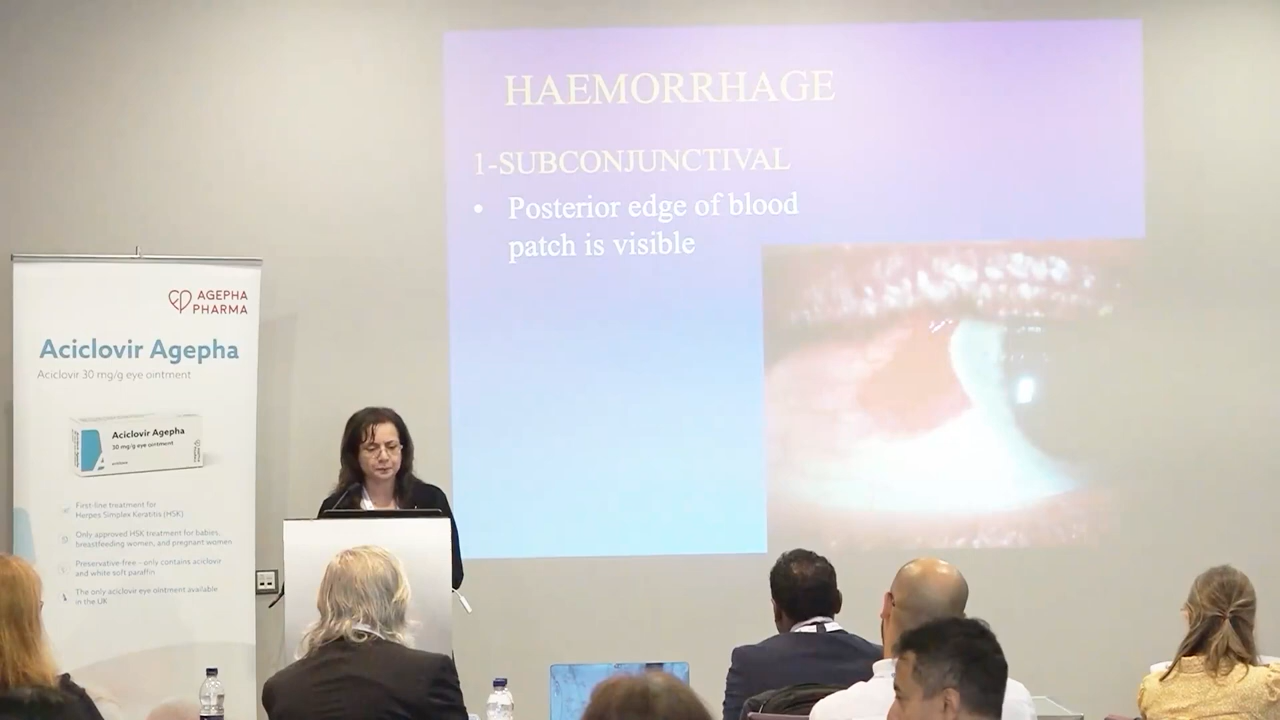 HAEMORRHAGE
1-SUBCONJUNCTIVAL
• Posterior edge of blood
patch is visible
AGEPHA
PHARMA
Aciclovir Agepha
Aciclovir 30 mg/g eye ointment
Aciclovir Agepha
30 mg/g eye ointment
First-line treatment for
Herpes Simplex Keratitis (HSK)
Only approved HSK treatment for babies,
breastfeeding women, and pregnant women
Preservative-free – only contains aciclovir
and white soft paraffin
The only aciclovir eye ointment available
in the UK